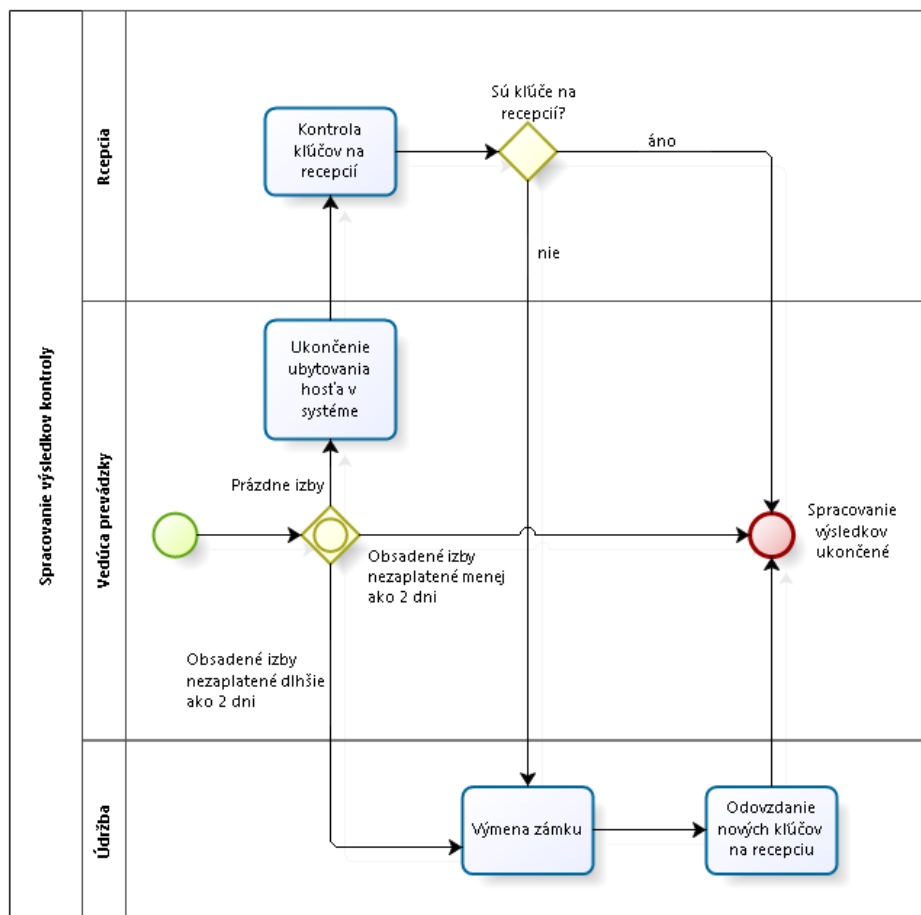 Spracovanie výsledkov kontroly
Rcepcia
Sú kľúče na
recepcií?
Kontrola
kľúčov na
recepcií
áno
nie
Vedúca prevádzky
Ukončenie
ubytovania
hosťa v
systéme
Prázdne izby
Obsadené izby
nezaplatené menej
ako 2 dni
Spracovanie
výsledkov
ukončené
Obsadené izby
nezaplatené dlhšie
ako 2 dni
Údržba
Výmena zámku
Odovzdanie
nových kľúčov
na recepciu